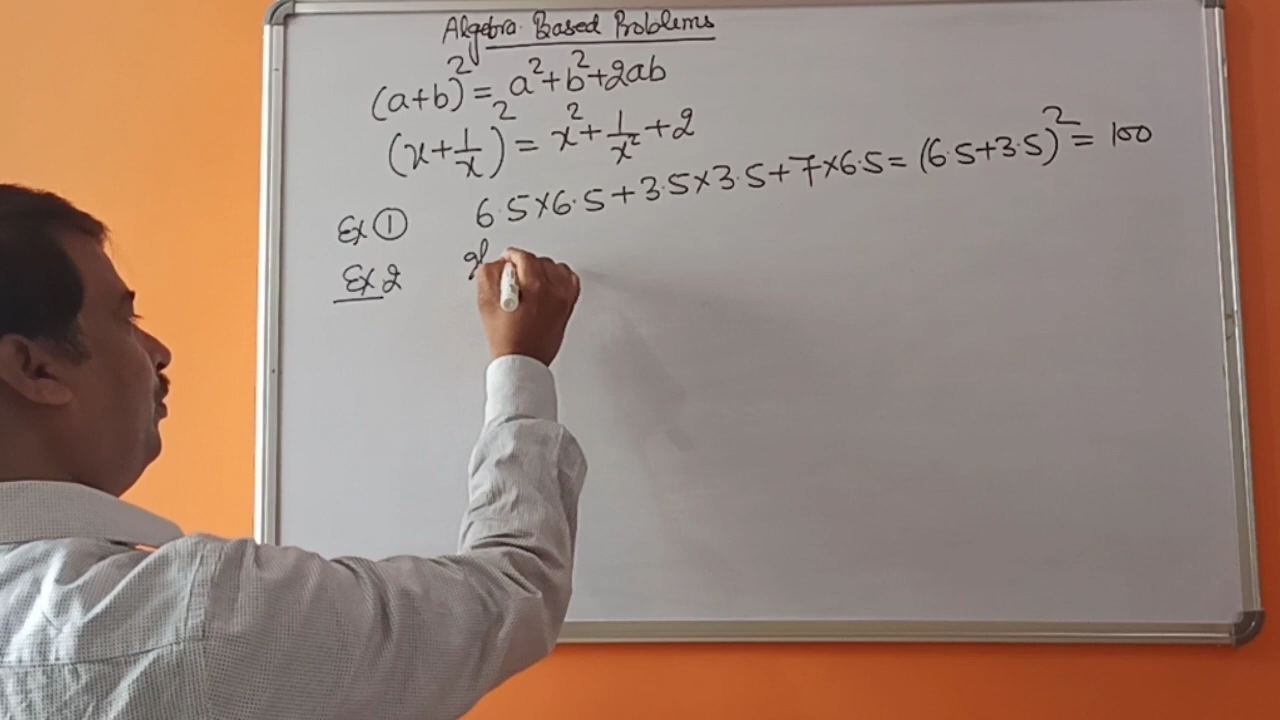 Algebra Based Problems
(a+b)² = a²+b²+2ab
(x+1/x)² = x²+1/x²+2
Ex ① 6.5×6.5+3.5×3.5+7×6.5=(6.5+3.5)²= 100
Ex 2